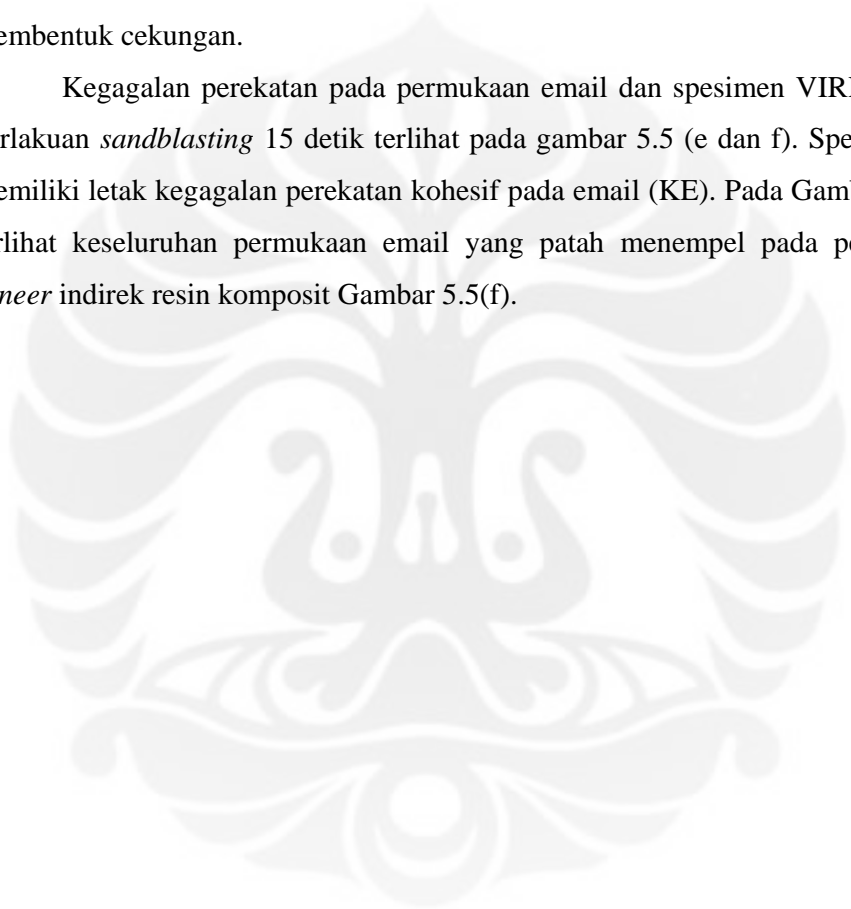 embentuk cekungan.
Kegagalan perekatan pada permukaan email dan spesimen VIR
rlakuan sandblasting 15 detik terlihat pada gambar 5.5 (e dan f). Spe
emiliki letak kegagalan perekatan kohesif pada email (KE). Pada Gamb
rlihat keseluruhan permukaan email yang patah menempel pada pe
neer indirek resin komposit Gambar 5.5(f).